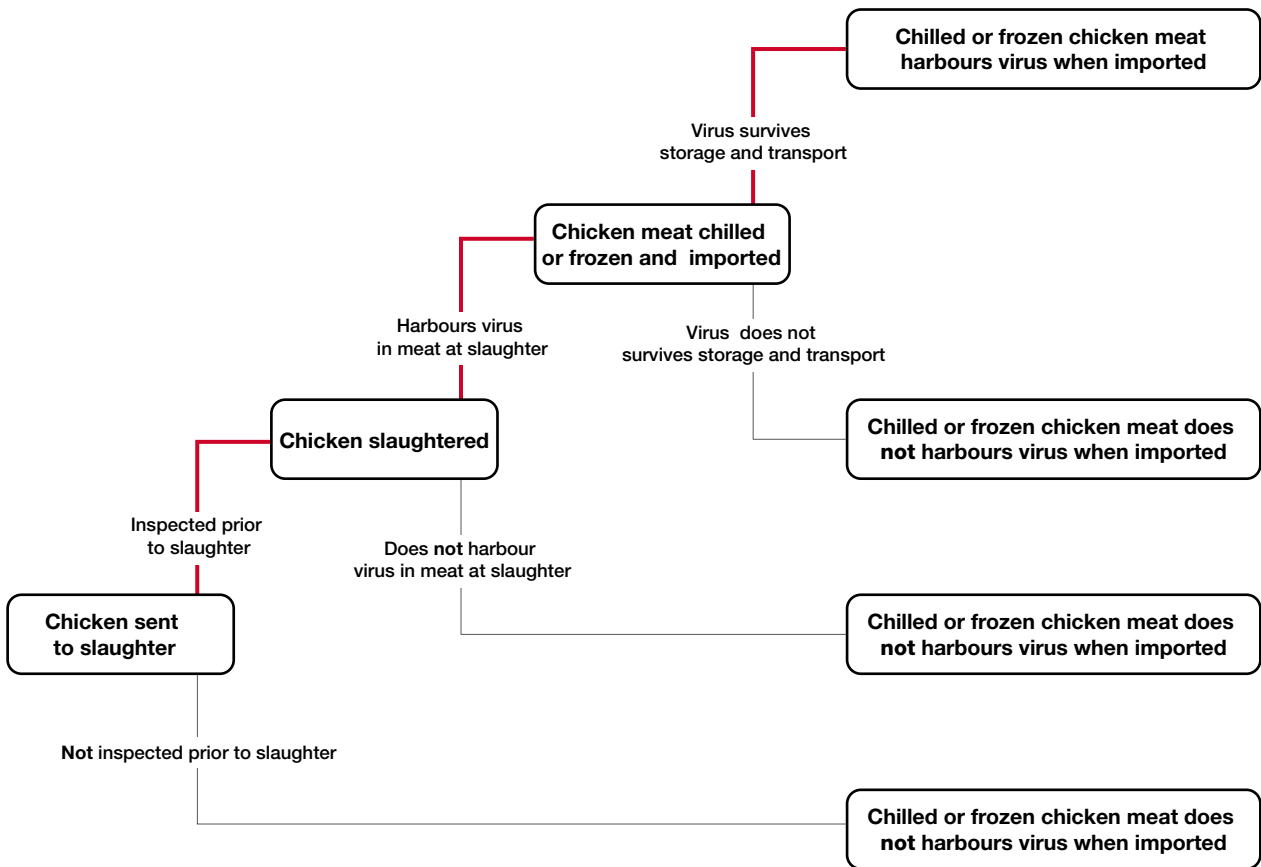 Chilled or frozen chicken meat
harbours virus when imported
Virus survives
storage and transport
Chicken meat chilled
or frozen and imported
Harbours virus
in meat at slaughter
Virus does not
survives storage and transport
Chicken slaughtered
Chilled or frozen chicken meat does
not harbours virus when imported
Inspected prior
to slaughter
Does not harbour
virus in meat at slaughter
Chicken sent
to slaughter
Chilled or frozen chicken meat does
not harbours virus when imported
Not inspected prior to slaughter
Chilled or frozen chicken meat does
not harbours virus when imported